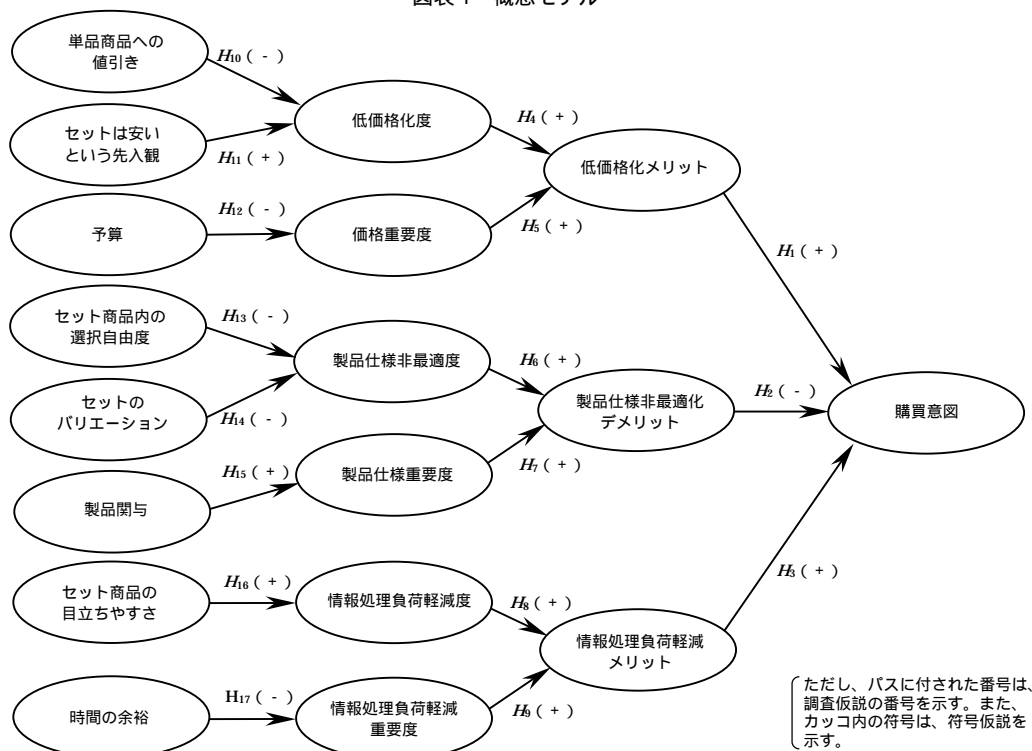 単品商品への
値引き
H10 ( - )
セットは安い
という先入観
H11 ( + )
低価格化度
H4 ( + )
低価格化メリット
予算
H12 ( - )
価格重要度
H5 ( + )
H1 ( + )
セット商品内の
選択自由度
H13 ( - )
製品仕様非最適度
H6 ( + )
セットの
バリエーション
H14 ( - )
製品仕様非最適化
デメリット
H2 ( - )
購買意図
製品関与
H15 ( + )
製品仕様重要度
H7 ( + )
セット商品の
目立ちやすさ
H16 ( + )
情報処理負荷軽減度
H8 ( + )
情報処理負荷軽減
メリット
H3 ( + )
時間の余裕
H17 ( - )
情報処理負荷軽減
重要度
H9 ( + )
ただし、パスに付された番号は、
調査仮説の番号を示す。また、
カッコ内の符号は、符号仮説を
示す。